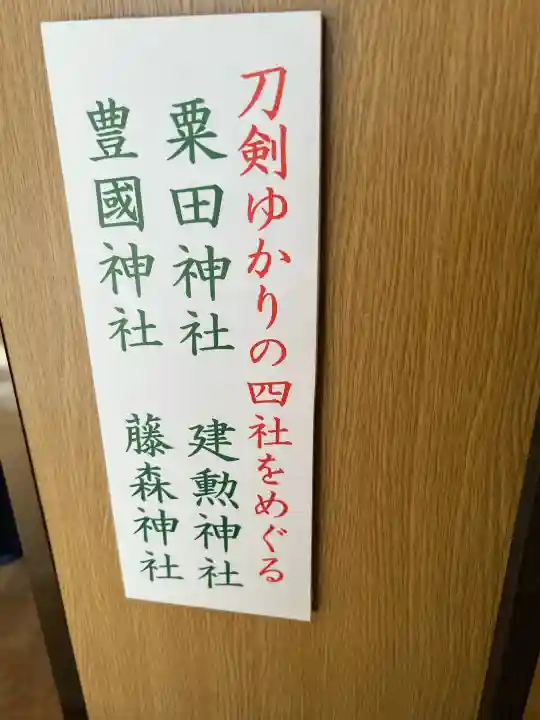 刀剣ゆかりの四社をめぐる
粟田神社
建勲神社
豊國神社
藤森神社